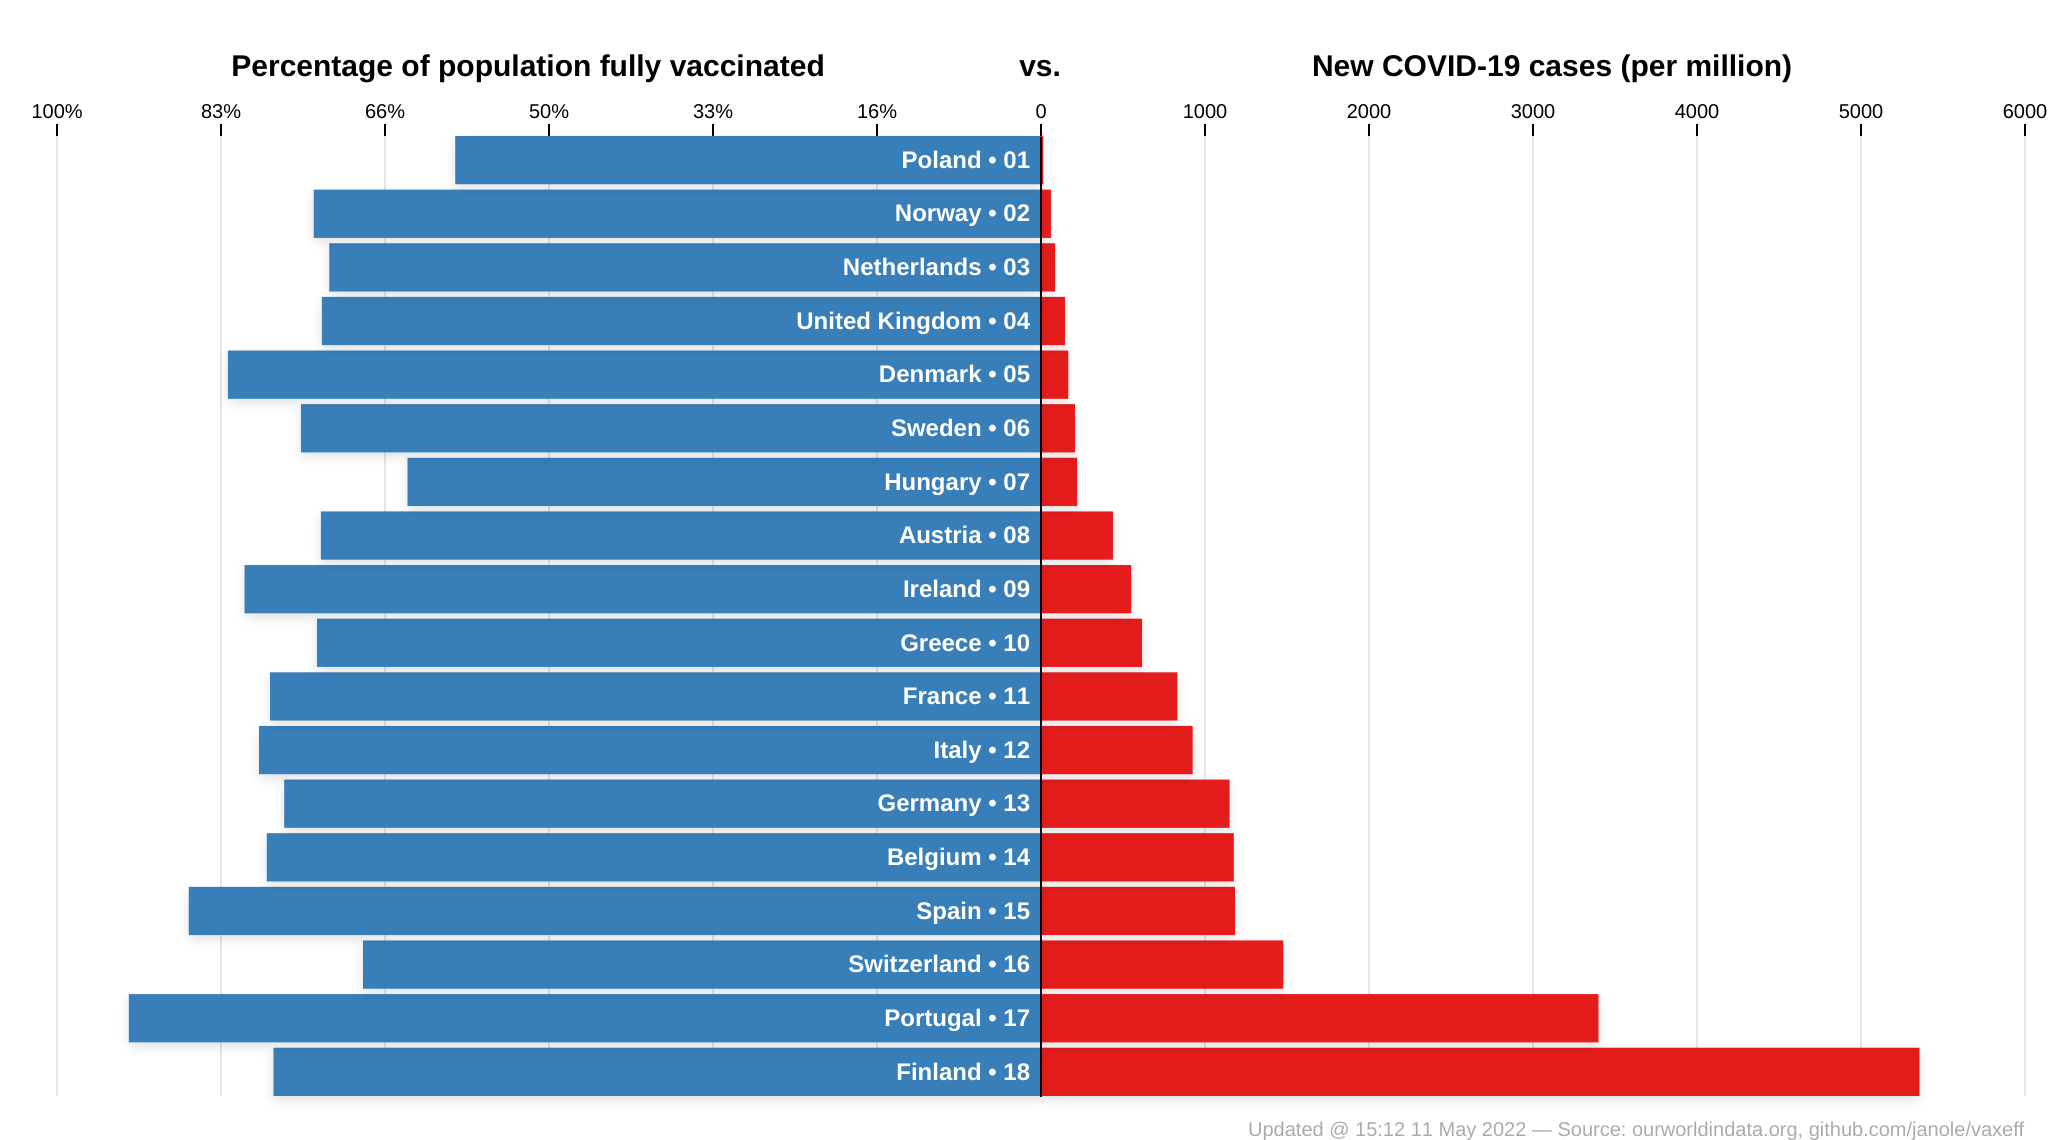 Percentage of population fully vaccinated vs. New COVID-19 cases (per million)
100% 83% 66% 50% 33% 16% 0 1000 2000 3000 4000 5000 6000
Poland • 01
Norway • 02
Netherlands • 03
United Kingdom • 04
Denmark • 05
Sweden • 06
Hungary • 07
Austria • 08
Ireland • 09
Greece • 10
France • 11
Italy • 12
Germany • 13
Belgium • 14
Spain • 15
Switzerland • 16
Portugal • 17
Finland • 18
Updated @ 15:12 11 May 2022 — Source: ourworldindata.org, github.com/janole/vaxeff